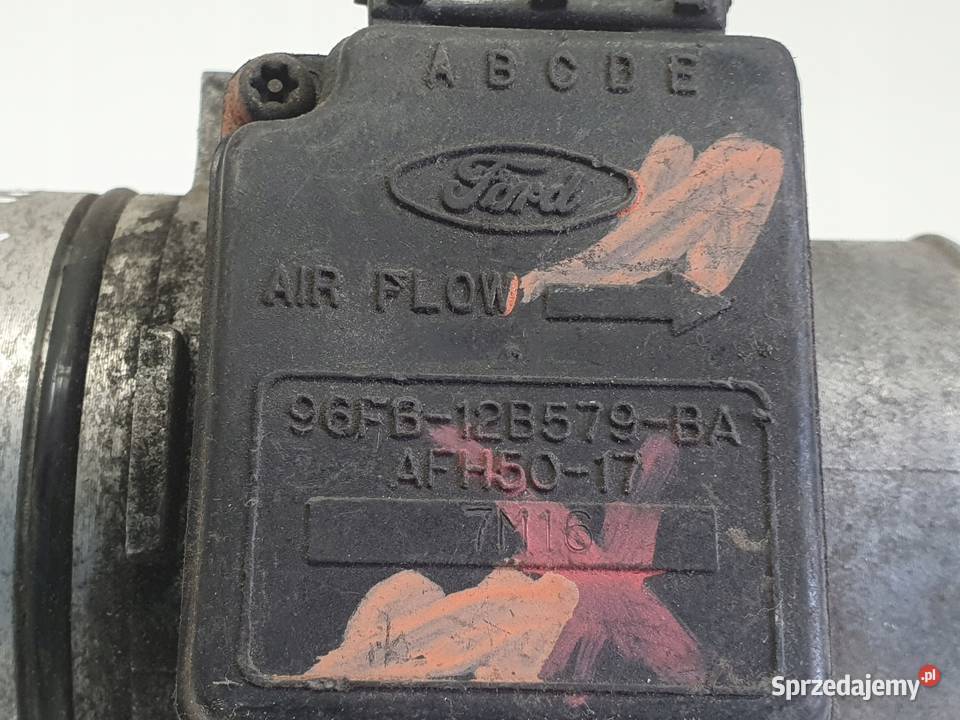 A B C D E
Ford
AIR FLOW
96FB-12B579-BA
AFH50-17
7M16
Sprzedajemy.pl